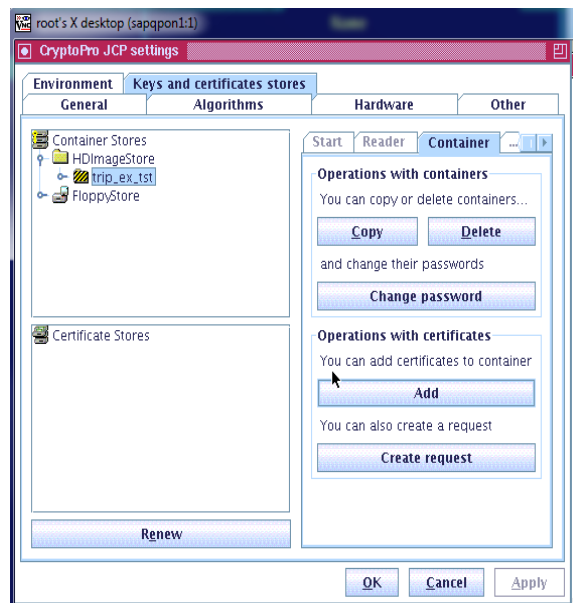 root's X desktop (sapqpon1:1)
CryptoPro JCP settings
Environment Keys and certificates stores
General Algorithms Hardware Other
Container Stores
HDImageStore
trip_ex_tst
FloppyStore
Certificate Stores
Renew
Start Reader Container ...
Operations with containers
You can copy or delete containers...
Copy Delete
and change their passwords
Change password
Operations with certificates
You can add certificates to container
Add
You can also create a request
Create request
OK Cancel Apply